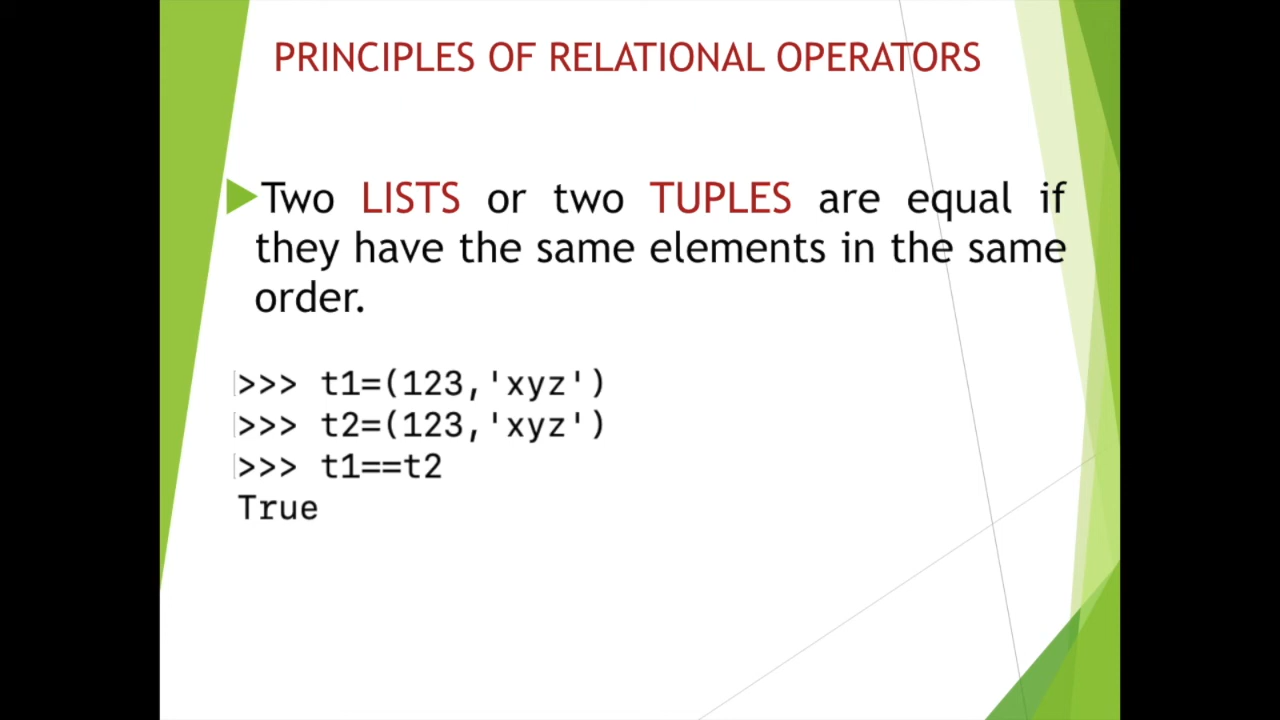 PRINCIPLES OF RELATIONAL OPERATORS
Two LISTS or two TUPLES are equal if
they have the same elements in the same
order.
>>> t1=(123,'xyz')
>>> t2=(123,'xyz')
>>> t1==t2
True